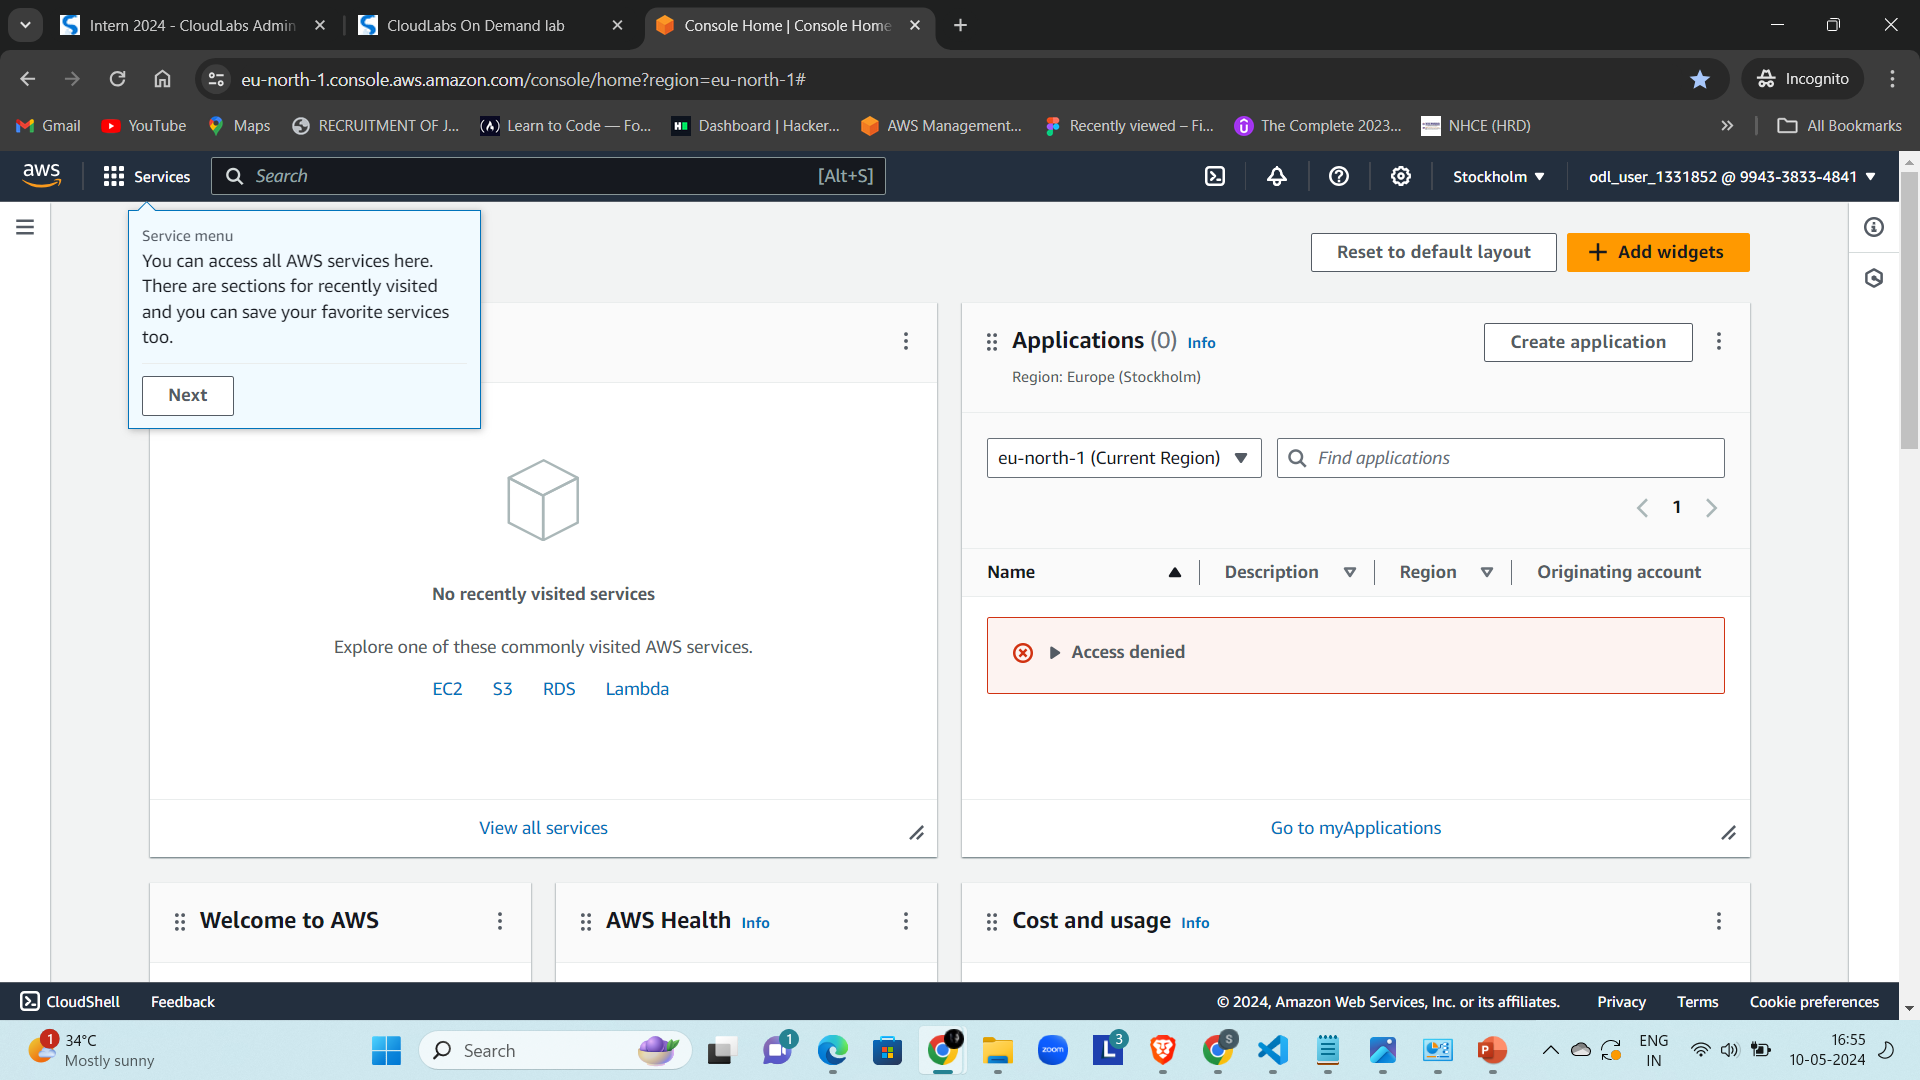 Intern 2024 - CloudLabs Admin
CloudLabs On Demand lab
Console Home | Console Home
eu-north-1.console.aws.amazon.com/console/home?region=eu-north-1#
Incognito
Gmail
YouTube
Maps
RECRUITMENT OF J...
Learn to Code — Fo...
Dashboard | Hacker...
AWS Management...
Recently viewed – Fi...
The Complete 2023...
NHCE (HRD)
All Bookmarks
aws
Services
Search
[Alt+S]
Stockholm
odl_user_1331852 @ 9943-3833-4841
Service menu
You can access all AWS services here.
There are sections for recently visited
and you can save your favorite services
too.
Next
Reset to default layout
Add widgets
Applications (0) Info
Region: Europe (Stockholm)
Create application
eu-north-1 (Current Region)
Find applications
1
Name
Description
Region
Originating account
Access denied
Go to myApplications
No recently visited services
Explore one of these commonly visited AWS services.
EC2 S3 RDS Lambda
View all services
Welcome to AWS
AWS Health Info
Cost and usage Info
CloudShell
Feedback
© 2024, Amazon Web Services, Inc. or its affiliates.
Privacy
Terms
Cookie preferences
1
34°C
Mostly sunny
Search
1
zoom
L
3
S
P
ENG
IN
16:55
10-05-2024